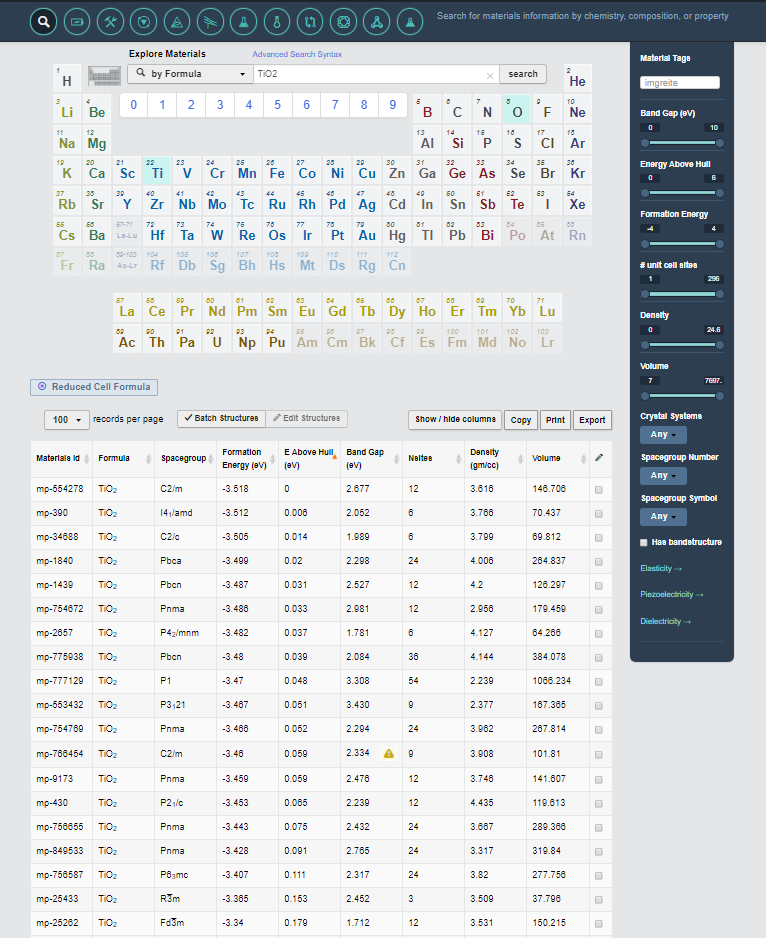 Search for materials information by chemistry, composition, or property
Explore Materials
Advanced Search Syntax
by Formula
TiO2
search
1 H 2 He
3 Li 4 Be 0 1 2 3 4 5 6 7 8 9 5 B 6 C 7 N 8 O 9 F 10 Ne
11 Na 12 Mg 13 Al 14 Si 15 P 16 S 17 Cl 18 Ar
19 K 20 Ca 21 Sc 22 Ti 23 V 24 Cr 25 Mn 26 Fe 27 Co 28 Ni 29 Cu 30 Zn 31 Ga 32 Ge 33 As 34 Se 35 Br 36 Kr
37 Rb 38 Sr 39 Y 40 Zr 41 Nb 42 Mo 43 Tc 44 Ru 45 Rh 46 Pd 47 Ag 48 Cd 49 In 50 Sn 51 Sb 52 Te 53 I 54 Xe
55 Cs 56 Ba 57-71 La-Lu 72 Hf 73 Ta 74 W 75 Re 76 Os 77 Ir 78 Pt 79 Au 80 Hg 81 Tl 82 Pb 83 Bi 84 Po 85 At 86 Rn
87 Fr 88 Ra 89-103 Ac-Lr 104 Rf 105 Db 106 Sg 107 Bh 108 Hs 109 Mt 110 Ds 111 Rg 112 Cn
57 La 58 Ce 59 Pr 60 Nd 61 Pm 62 Sm 63 Eu 64 Gd 65 Tb 66 Dy 67 Ho 68 Er 69 Tm 70 Yb 71 Lu
89 Ac 90 Th 91 Pa 92 U 93 Np 94 Pu 95 Am 96 Cm 97 Bk 98 Cf 99 Es 100 Fm 101 Md 102 No 103 Lr
Reduced Cell Formula
100 records per page
Batch Structures
Edit Structures
Show / hide columns
Copy
Print
Export
Materials Id Formula Spacegroup Formation Energy (eV) E Above Hull (eV) Band Gap (eV) Nsites Density (gm/cc) Volume
mp-554278 TiO₂ C2/m -3.518 0 2.677 12 3.616 146.706
mp-390 TiO₂ I4₁/amd -3.512 0.006 2.052 6 3.766 70.437
mp-34688 TiO₂ C2/c -3.505 0.014 1.989 6 3.799 69.812
mp-1840 TiO₂ Pbca -3.499 0.02 2.298 24 4.006 264.837
mp-1439 TiO₂ Pbcn -3.487 0.031 2.527 12 4.2 126.297
mp-754672 TiO₂ Pnma -3.486 0.033 2.981 12 2.956 179.459
mp-2657 TiO₂ P4₂/mnm -3.482 0.037 1.781 6 4.127 64.266
mp-775938 TiO₂ Pbcn -3.48 0.039 2.084 36 4.144 384.078
mp-777129 TiO₂ P1 -3.47 0.048 3.308 54 2.239 1066.234
mp-553432 TiO₂ P3₁21 -3.467 0.051 3.430 9 2.377 167.365
mp-754769 TiO₂ Pnma -3.466 0.052 2.294 24 3.962 267.814
mp-766454 TiO₂ C2/m -3.46 0.059 2.334 9 3.908 101.81
mp-9173 TiO₂ Pnma -3.459 0.059 2.476 12 3.746 141.607
mp-430 TiO₂ P2₁/c -3.453 0.065 2.239 12 4.435 119.613
mp-756655 TiO₂ Pnma -3.443 0.075 2.432 24 3.667 289.366
mp-849533 TiO₂ Pnma -3.428 0.091 2.765 24 3.317 319.84
mp-756587 TiO₂ P6₃mc -3.407 0.111 2.317 24 3.82 277.756
mp-25433 TiO₂ R3̅m -3.365 0.153 2.452 3 3.509 37.796
mp-25262 TiO₂ Fd3̅m -3.34 0.179 1.712 12 3.531 150.215
Material Tags
imgreite
Band Gap (eV)
0 10
Energy Above Hull
0 6
Formation Energy
-4 4
# unit cell sites
1 296
Density
0 24.6
Volume
7 7697.
Crystal Systems
Any
Spacegroup Number
Any
Spacegroup Symbol
Any
Has bandstructure
Elasticity →
Piezoelectricity →
Dielectricity →